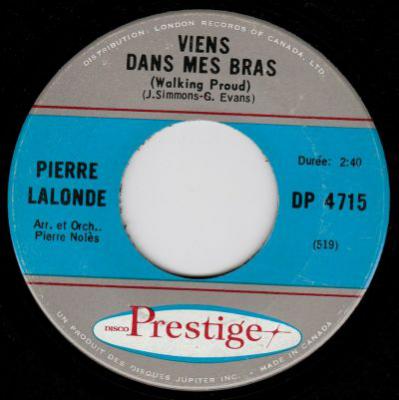 DISTRIBUTION: LONDON RECORDS OF CANADA, LTD.
VIENS
DANS MES BRAS
(Walking Proud)
(J.Simmons-G. Evans)
PIERRE
LALONDE
Arr. et Orch..
Pierre Nolès
Durée: 2:40
DP 4715
(519)
DISCO Prestige
UN PRODUIT DES DISQUES JUPITER INC. • MADE IN CANADA